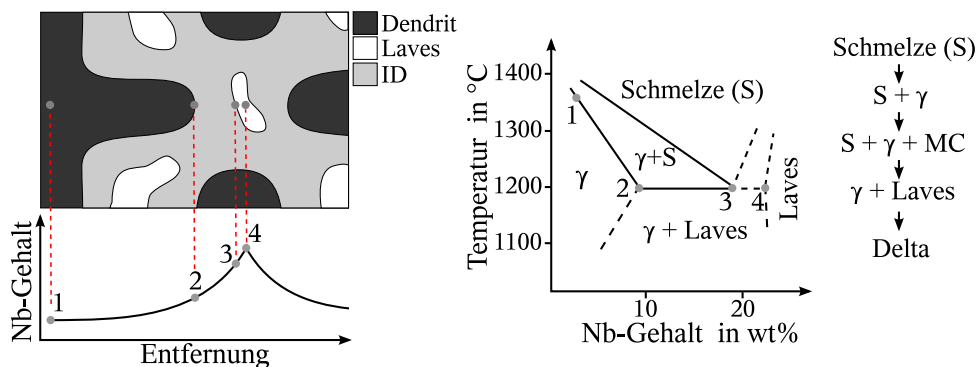 Dendrit
Laves
ID
1
2
3
4
Nb-Gehalt
Entfernung
Temperatur in °C
1400
1300
1200
1100
1
Schmelze (S)
γ+S
γ
2
3
4
Laves
γ + Laves
10
20
Nb-Gehalt in wt%
Schmelze (S)
S + γ
S + γ + MC
γ + Laves
Delta